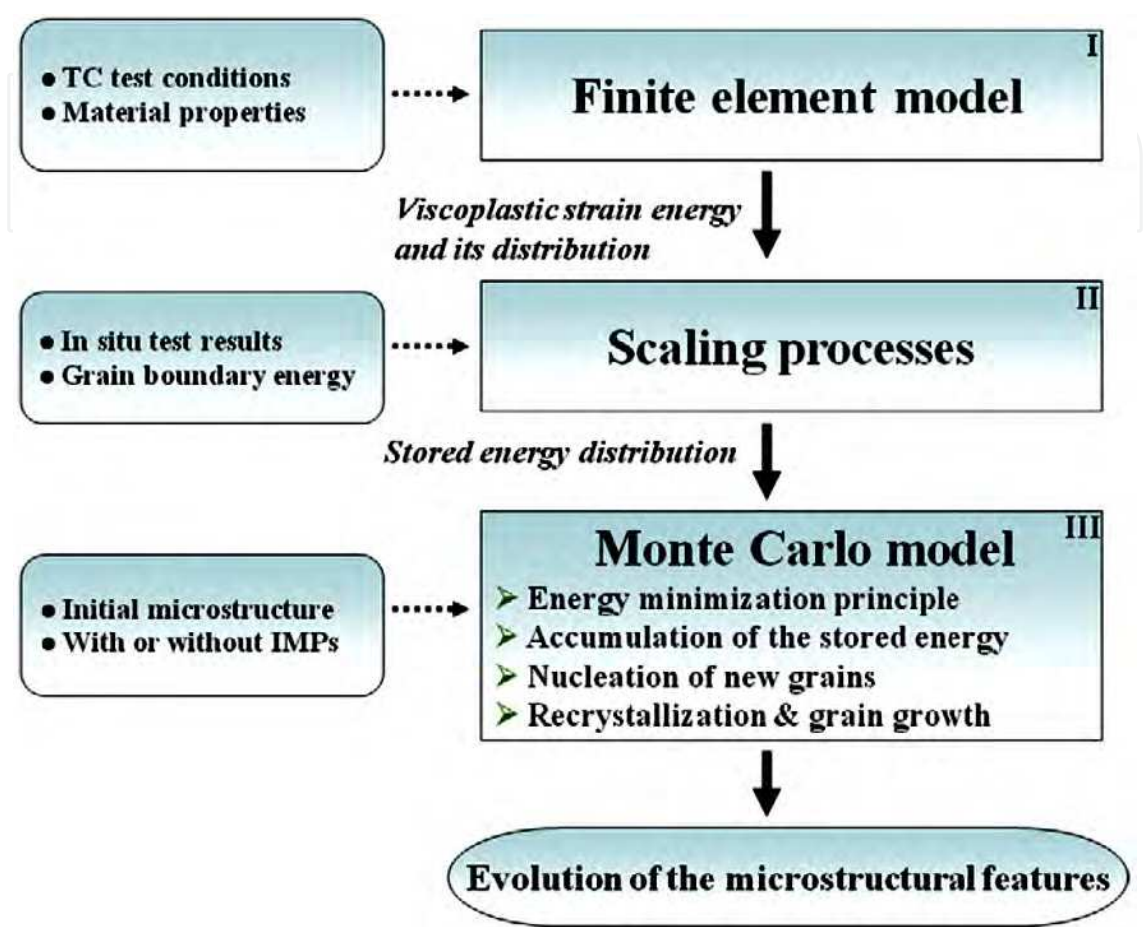 ● TC test conditions
● Material properties
I
Finite element model
Viscoplastic strain energy
and its distribution
● In situ test results
● Grain boundary energy
II
Scaling processes
Stored energy distribution
● Initial microstructure
● With or without IMPs
III
Monte Carlo model
➢ Energy minimization principle
➢ Accumulation of the stored energy
➢ Nucleation of new grains
➢ Recrystallization & grain growth
Evolution of the microstructural features